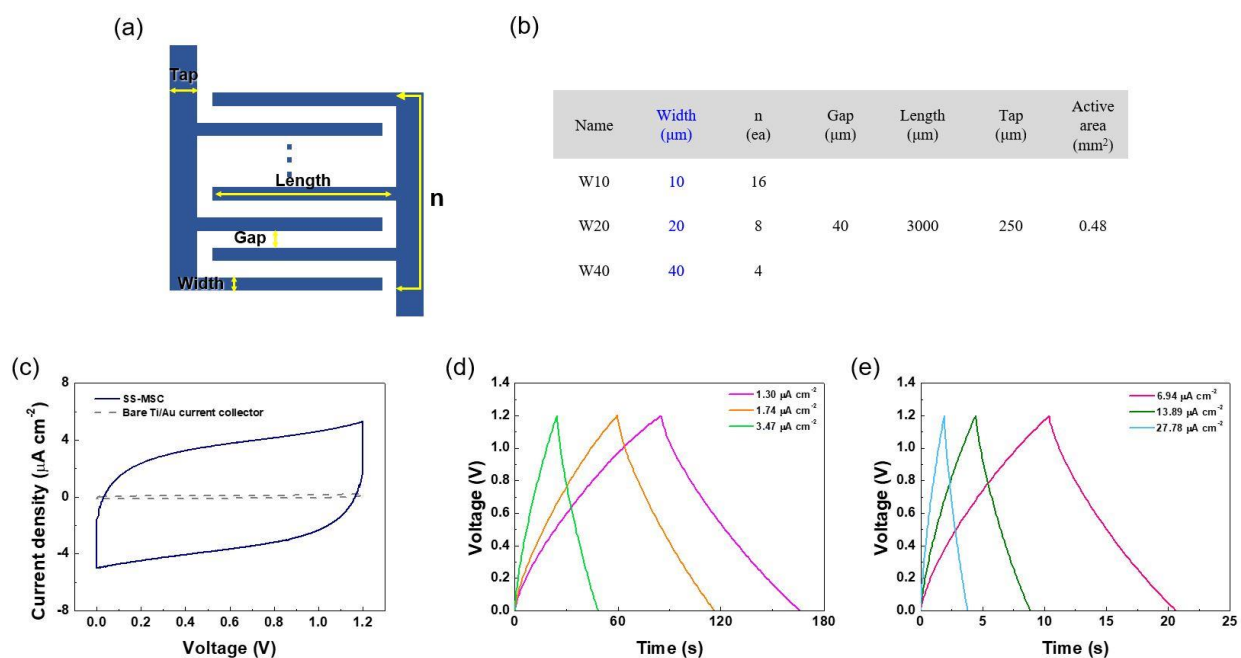 (a)
Tap
Length
n
Gap
Width
(b)
Name Width (μm) n (ea) Gap (μm) Length (μm) Tap (μm) Active area (mm²)
W10 10 16
W20 20 8 40 3000 250 0.48
W40 40 4
(c)
8
4
0
-4
-8
Current density (μA cm⁻²)
SS-MSC
Bare Ti/Au current collector
0.0 0.2 0.4 0.6 0.8 1.0 1.2
Voltage (V)
(d)
1.4
1.2
1.0
0.8
0.6
0.4
0.2
0.0
Voltage (V)
1.30 μA cm⁻²
1.74 μA cm⁻²
3.47 μA cm⁻²
0 60 120 180
Time (s)
(e)
1.4
1.2
1.0
0.8
0.6
0.4
0.2
0.0
Voltage (V)
6.94 μA cm⁻²
13.89 μA cm⁻²
27.78 μA cm⁻²
0 5 10 15 20 25
Time (s)